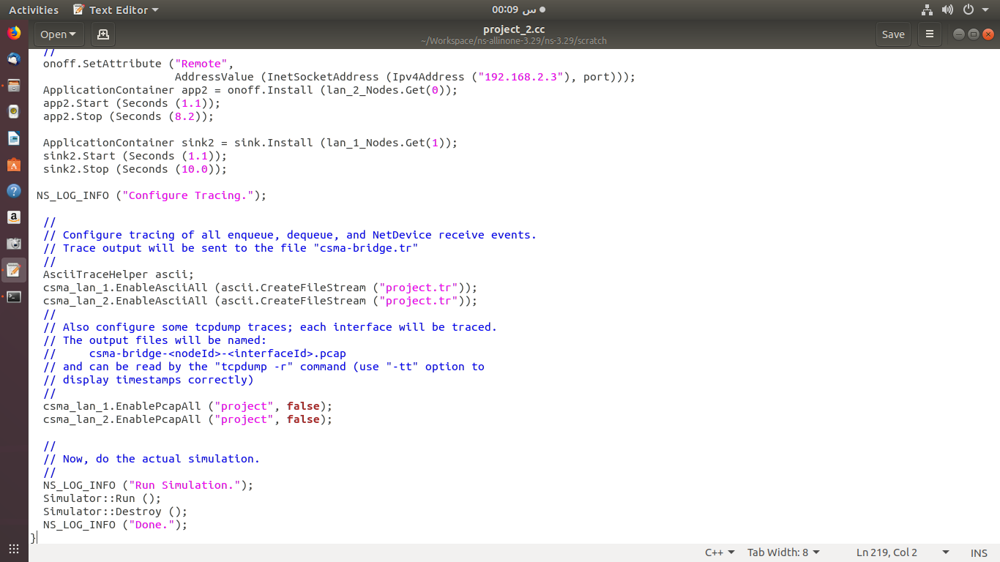 Activities Text Editor 00:09 س
Open project_2.cc Save
~/Workspace/ns-allinone-3.29/ns-3.29/scratch
//
onoff.SetAttribute ("Remote",
AddressValue (InetSocketAddress (Ipv4Address ("192.168.2.3"), port)));
ApplicationContainer app2 = onoff.Install (lan_2_Nodes.Get(0));
app2.Start (Seconds (1.1));
app2.Stop (Seconds (8.2));
ApplicationContainer sink2 = sink.Install (lan_1_Nodes.Get(1));
sink2.Start (Seconds (1.1));
sink2.Stop (Seconds (10.0));
NS_LOG_INFO ("Configure Tracing.");
//
// Configure tracing of all enqueue, dequeue, and NetDevice receive events.
// Trace output will be sent to the file "csma-bridge.tr"
//
AsciiTraceHelper ascii;
csma_lan_1.EnableAsciiAll (ascii.CreateFileStream ("project.tr"));
csma_lan_2.EnableAsciiAll (ascii.CreateFileStream ("project.tr"));
//
// Also configure some tcpdump traces; each interface will be traced.
// The output files will be named:
// csma-bridge-<nodeId>-<interfaceId>.pcap
// and can be read by the "tcpdump -r" command (use "-tt" option to
// display timestamps correctly)
//
csma_lan_1.EnablePcapAll ("project", false);
csma_lan_2.EnablePcapAll ("project", false);
//
// Now, do the actual simulation.
//
NS_LOG_INFO ("Run Simulation.");
Simulator::Run ();
Simulator::Destroy ();
NS_LOG_INFO ("Done.");
}
C++ Tab Width: 8 Ln 219, Col 2 INS